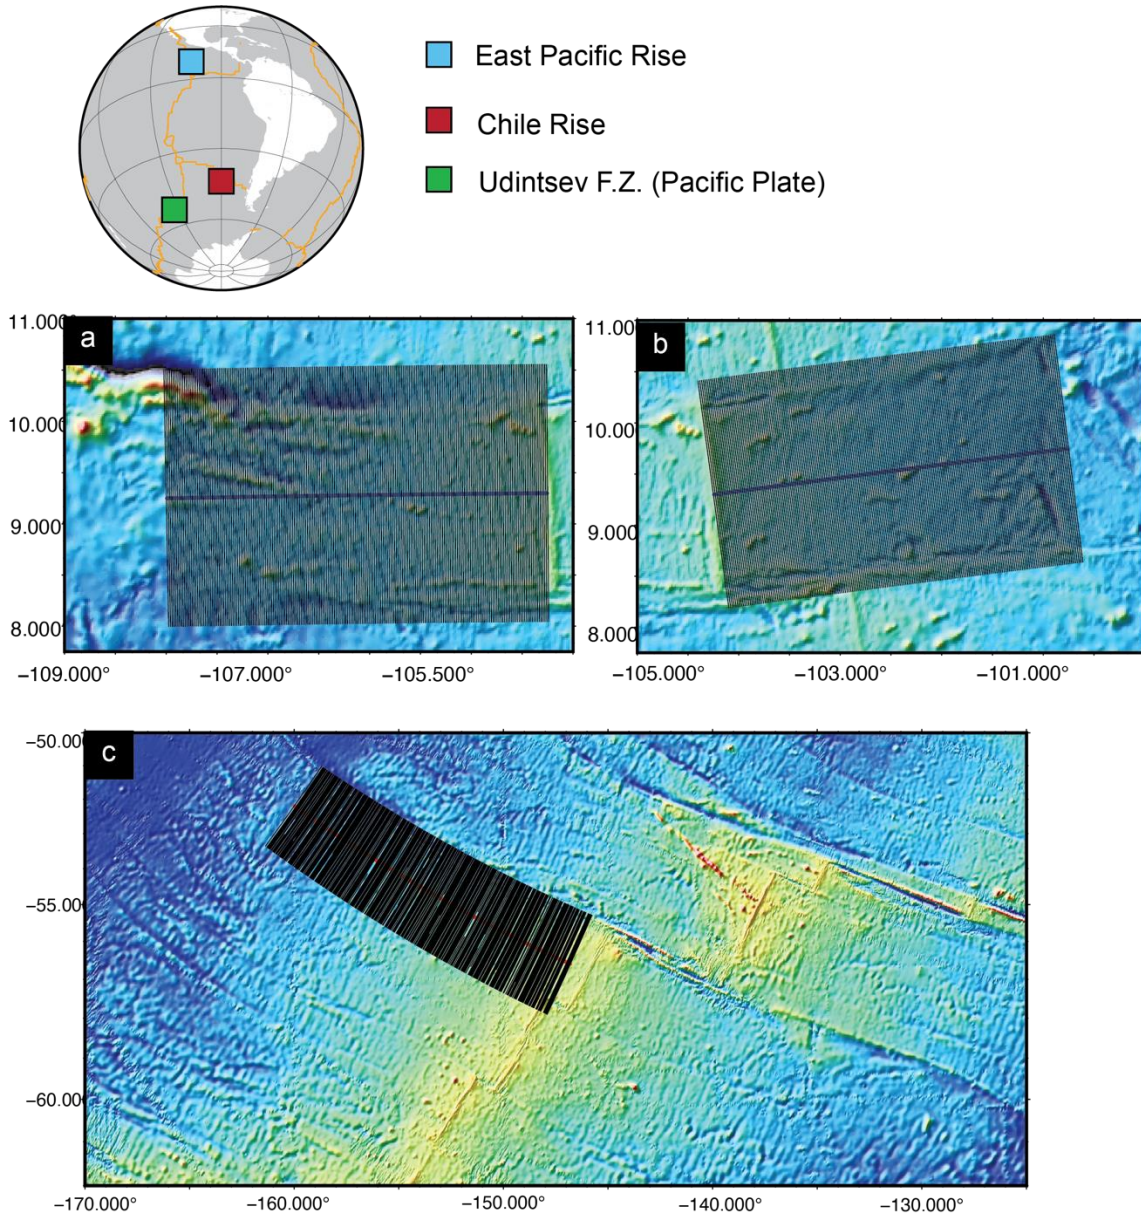 East Pacific Rise
Chile Rise
Udintsev F.Z. (Pacific Plate)
a
11.000°
10.000
9.000
8.000
−109.000° −107.000° −105.500°
b
11.00
10.00
9.000
8.000
−105.000° −103.000° −101.000°
c
−50.00
−55.00
−60.00
−170.000° −160.000° −150.000° −140.000° −130.000°